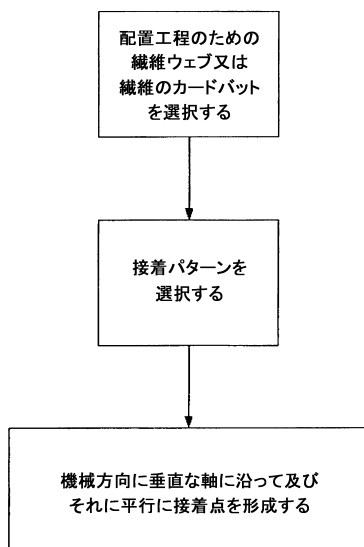 配置工程のための
繊維ウェブ又は
繊維のカードバット
を選択する
接着パターンを
選択する
機械方向に垂直な軸に沿って及び
それに平行に接着点を形成する